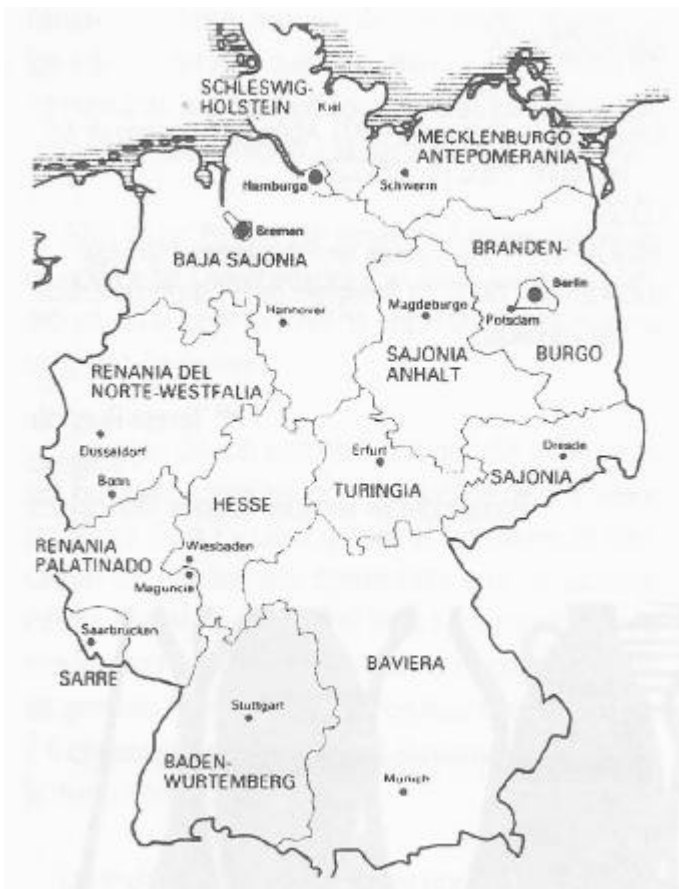 SCHLESWIG-
HOLSTEIN
Kiel
MECKLENBURGO
ANTEPOMERANIA
Hamburgo
Schwerin
Bremen
BAJA SAJONIA
BRANDEN-
Berlin
Hannover
Magdeburgo
Potsdam
SAJONIA
ANHALT
BURGO
RENANIA DEL
NORTE-WESTFALIA
Düsseldorf
Bonn
HESSE
Erfurt
TURINGIA
Dresde
SAJONIA
RENANIA
PALATINADO
Wiesbaden
Maguncia
Saarbrücken
SARRE
BAVIERA
Stuttgart
BADEN-
WURTEMBERG
Munich